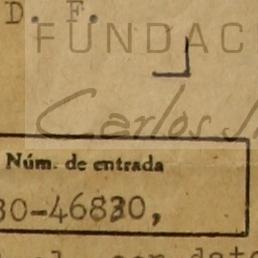 D. F.
FUNDAC
Carlos
Núm. de entrada
30-46830,